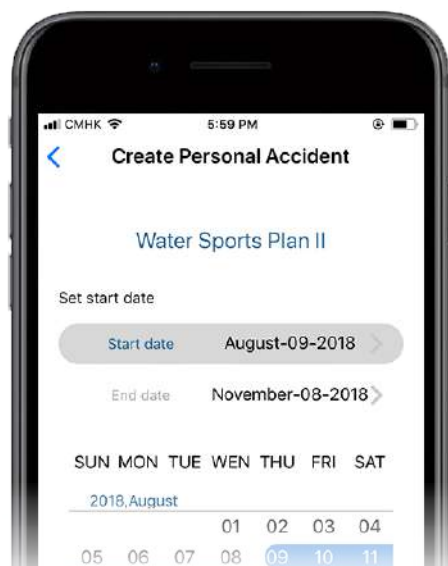 CMHK 5:59 PM
Create Personal Accident
Water Sports Plan II
Set start date
Start date August-09-2018
End date November-08-2018
SUN MON TUE WEN THU FRI SAT
2018,August
01 02 03 04
05 06 07 08 09 10 11